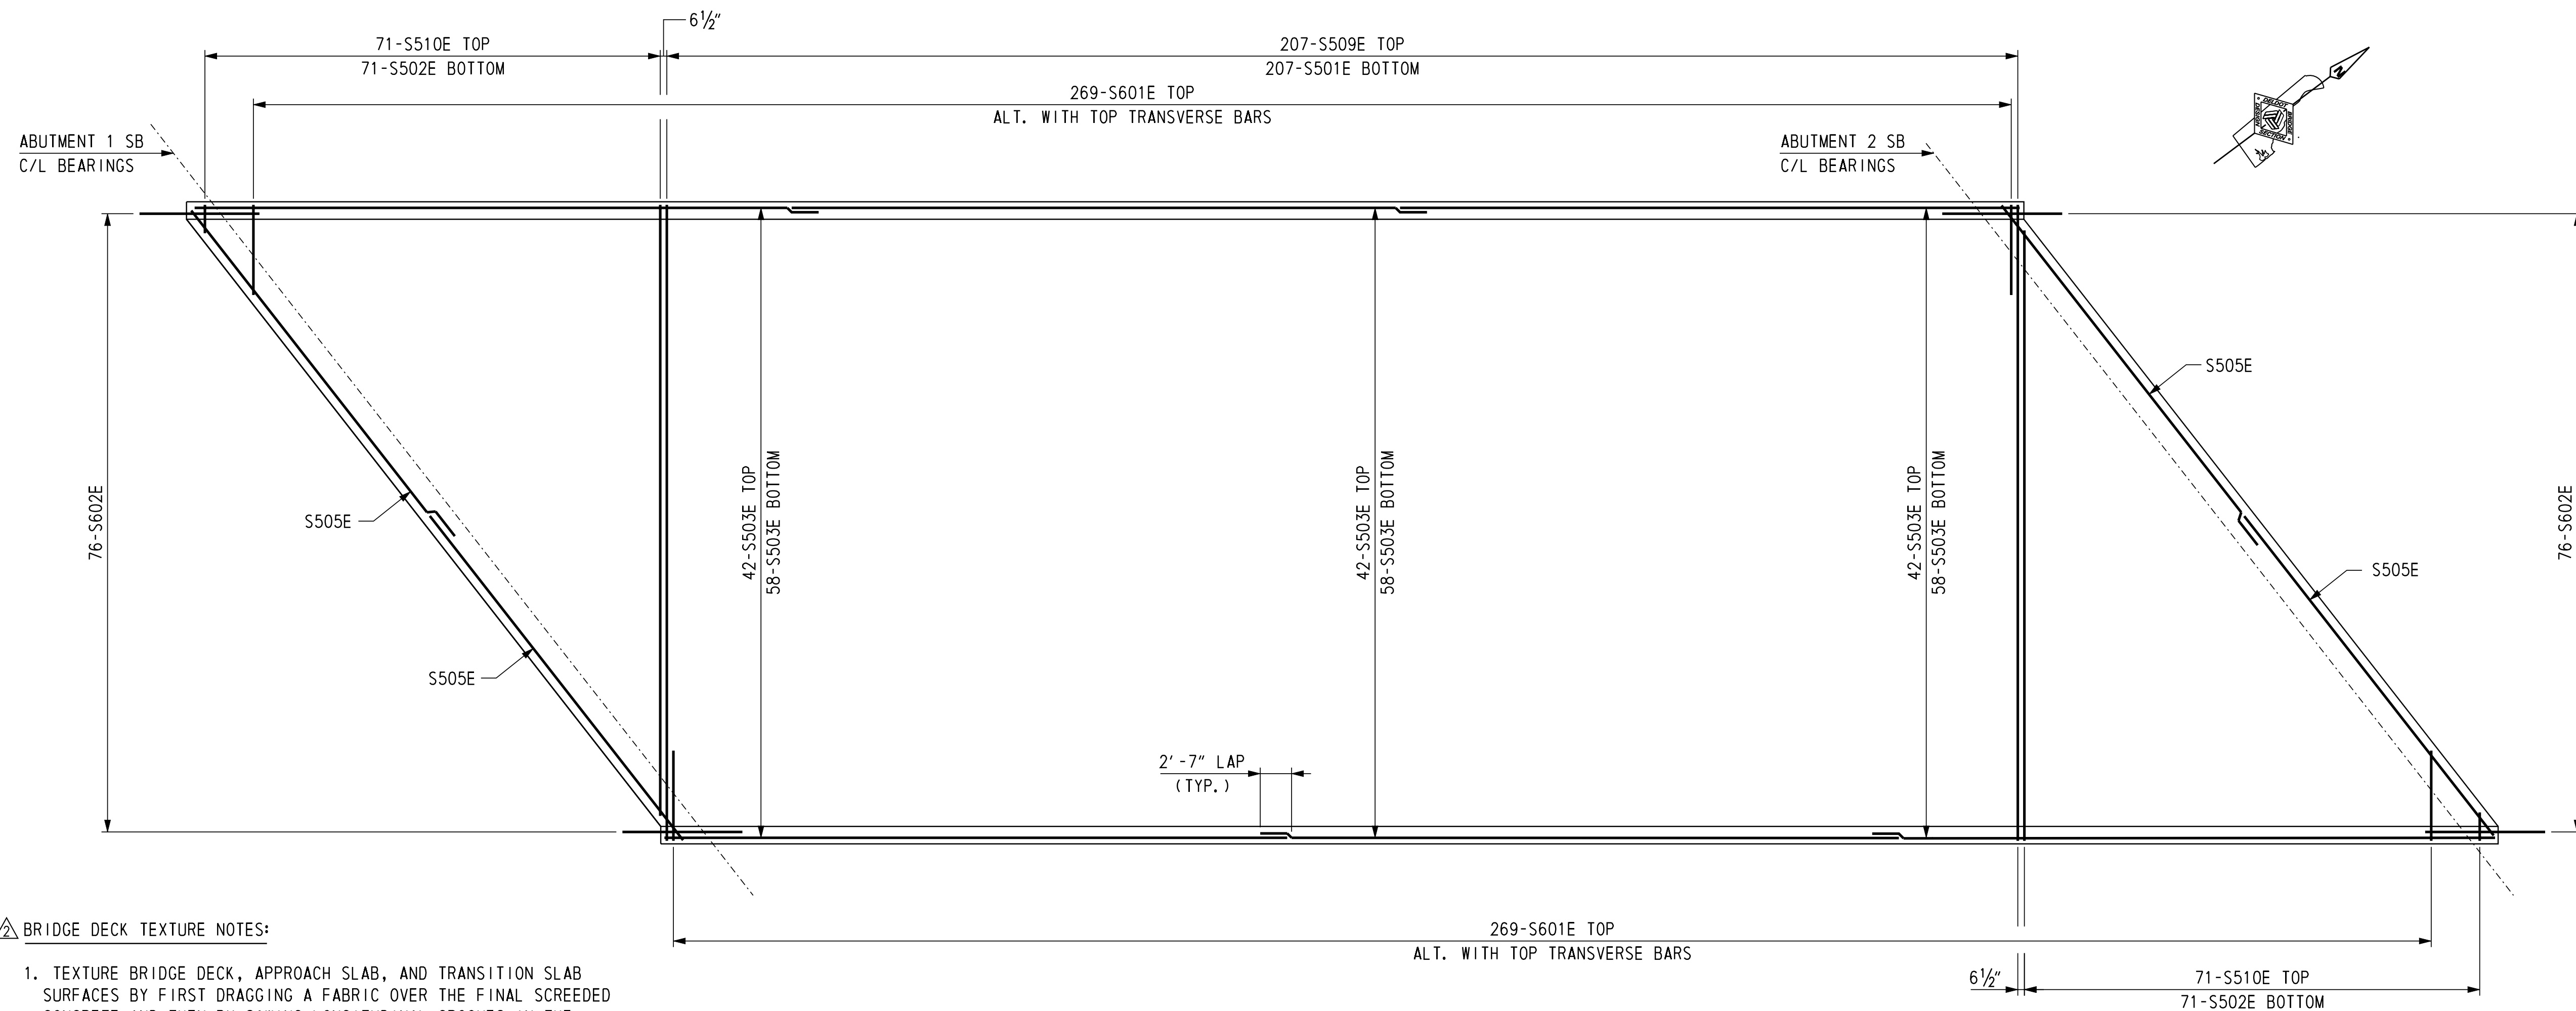 6½"
71-S510E TOP
71-S502E BOTTOM
207-S509E TOP
207-S501E BOTTOM
269-S601E TOP
ALT. WITH TOP TRANSVERSE BARS
ABUTMENT 1 SB
C/L BEARINGS
ABUTMENT 2 SB
C/L BEARINGS
N
DELDOT
BRIDGE
SECTION
DESIGN
76-S602E
S505E
S505E
42-S503E TOP
58-S503E BOTTOM
42-S503E TOP
58-S503E BOTTOM
42-S503E TOP
58-S503E BOTTOM
S505E
S505E
76-S602E
2'-7" LAP
(TYP.)
269-S601E TOP
ALT. WITH TOP TRANSVERSE BARS
6½"
71-S510E TOP
71-S502E BOTTOM
2 BRIDGE DECK TEXTURE NOTES:
1. TEXTURE BRIDGE DECK, APPROACH SLAB, AND TRANSITION SLAB
SURFACES BY FIRST DRAGGING A FABRIC OVER THE FINAL SCREEDED